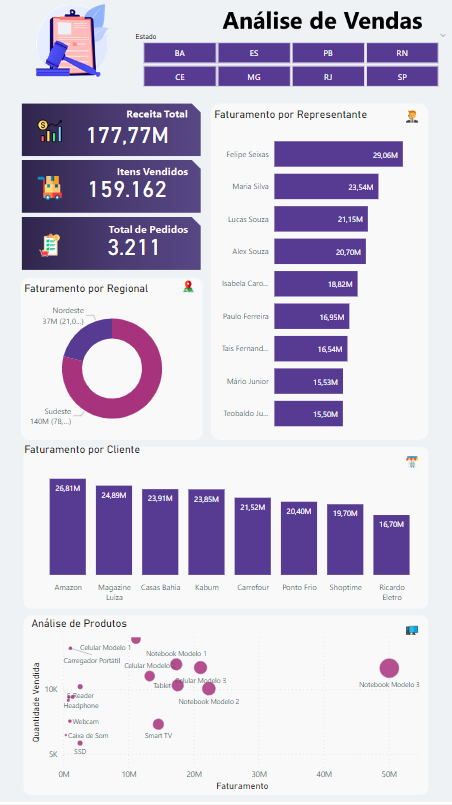 Análise de Vendas
Estado
BA
ES
PB
RN
CE
MG
RJ
SP
Receita Total
177,77M
Itens Vendidos
159.162
Total de Pedidos
3.211
Faturamento por Representante
Felipe Seixas
29,06M
Maria Silva
23,54M
Lucas Souza
21,15M
Alex Souza
20,70M
Isabela Caro...
18,82M
Paulo Ferreira
16,95M
Tais Fernand...
16,54M
Mário Junior
15,53M
Teobaldo Ju...
15,50M
Faturamento por Regional
Nordeste
37M (21,0...)
Sudeste
140M (78,...)
Faturamento por Cliente
26,81M
24,89M
23,91M
23,85M
21,52M
20,40M
19,70M
16,70M
Amazon
Magazine
Luiza
Casas Bahia
Kabum
Carrefour
Ponto Frio
Shoptime
Ricardo
Eletro
Análise de Produtos
Quantidade Vendida
10K
5K
Celular Modelo 1
Carregador Portátil
Notebook Modelo 1
Celular Modelo
Celular Modelo 3
Tablet
Notebook Modelo 3
E-Reader
Headphone
Notebook Modelo 2
Webcam
Caixa de Som
Smart TV
SSD
0M
10M
20M
30M
40M
50M
Faturamento